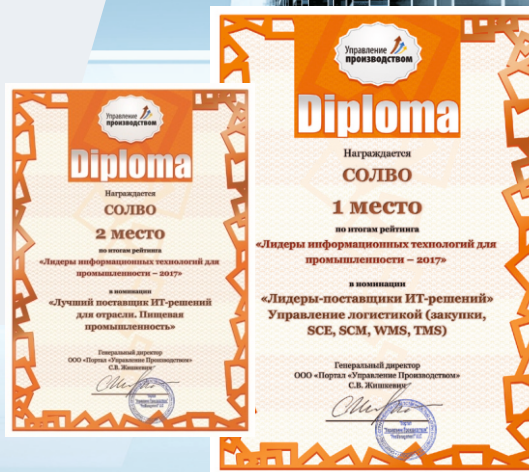 Управление
производством
Diploma
Награждается
СОЛВО
2 место
по итогам рейтинга
«Лидеры информационных технологий для
промышленности – 2017»
в номинации
«Лучший поставщик ИТ-решений
для отрасли. Пищевая
промышленность»
Генеральный директор
ООО «Портал «Управление Производством»
С.В. Жишкевич
Управление
производством
Diploma
Награждается
СОЛВО
1 место
по итогам рейтинга
«Лидеры информационных технологий для
промышленности – 2017»
в номинации
«Лидеры-поставщики ИТ-решений»
Управление логистикой (закупки,
SCE, SCM, WMS, TMS)
Генеральный директор
ООО «Портал «Управление Производством»
С.В. Жишкевич